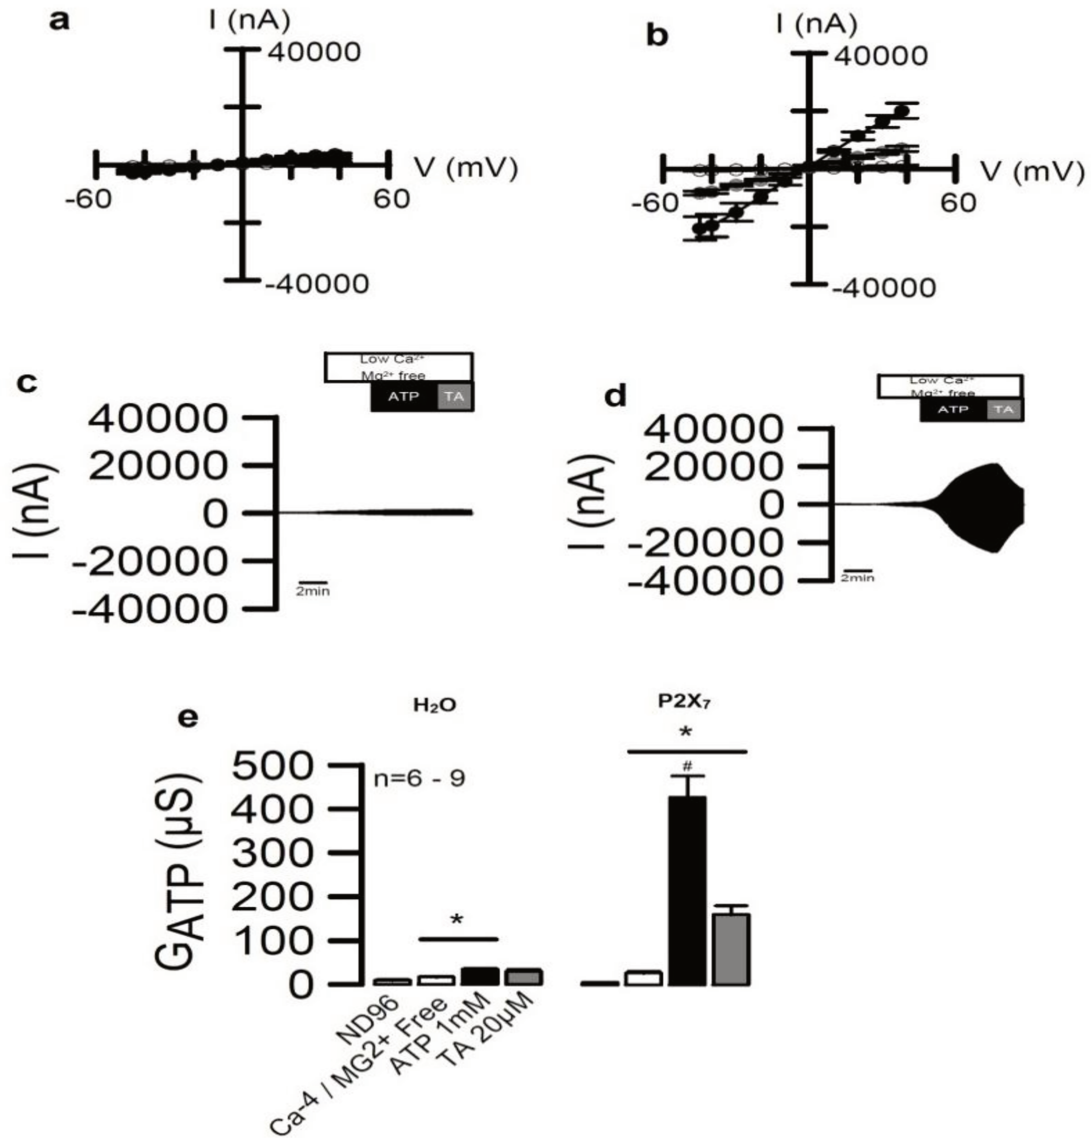 a
I (nA)
40000
V (mV)
-60
60
-40000
b
I (nA)
40000
V (mV)
-60
60
-40000
c
Low Ca²⁺
Mg²⁺ free
ATP
TA
40000
20000
0
-20000
-40000
I (nA)
2min
d
Low Ca²⁺
Mg²⁺ free
ATP
TA
40000
20000
0
-20000
-40000
I (nA)
2min
e
H₂O
P2X₇
*
#
500
n=6 - 9
400
300
200
*
100
0
GATP (µS)
ND96
Ca-4 / MG2+ Free
ATP 1mM
TA 20µM